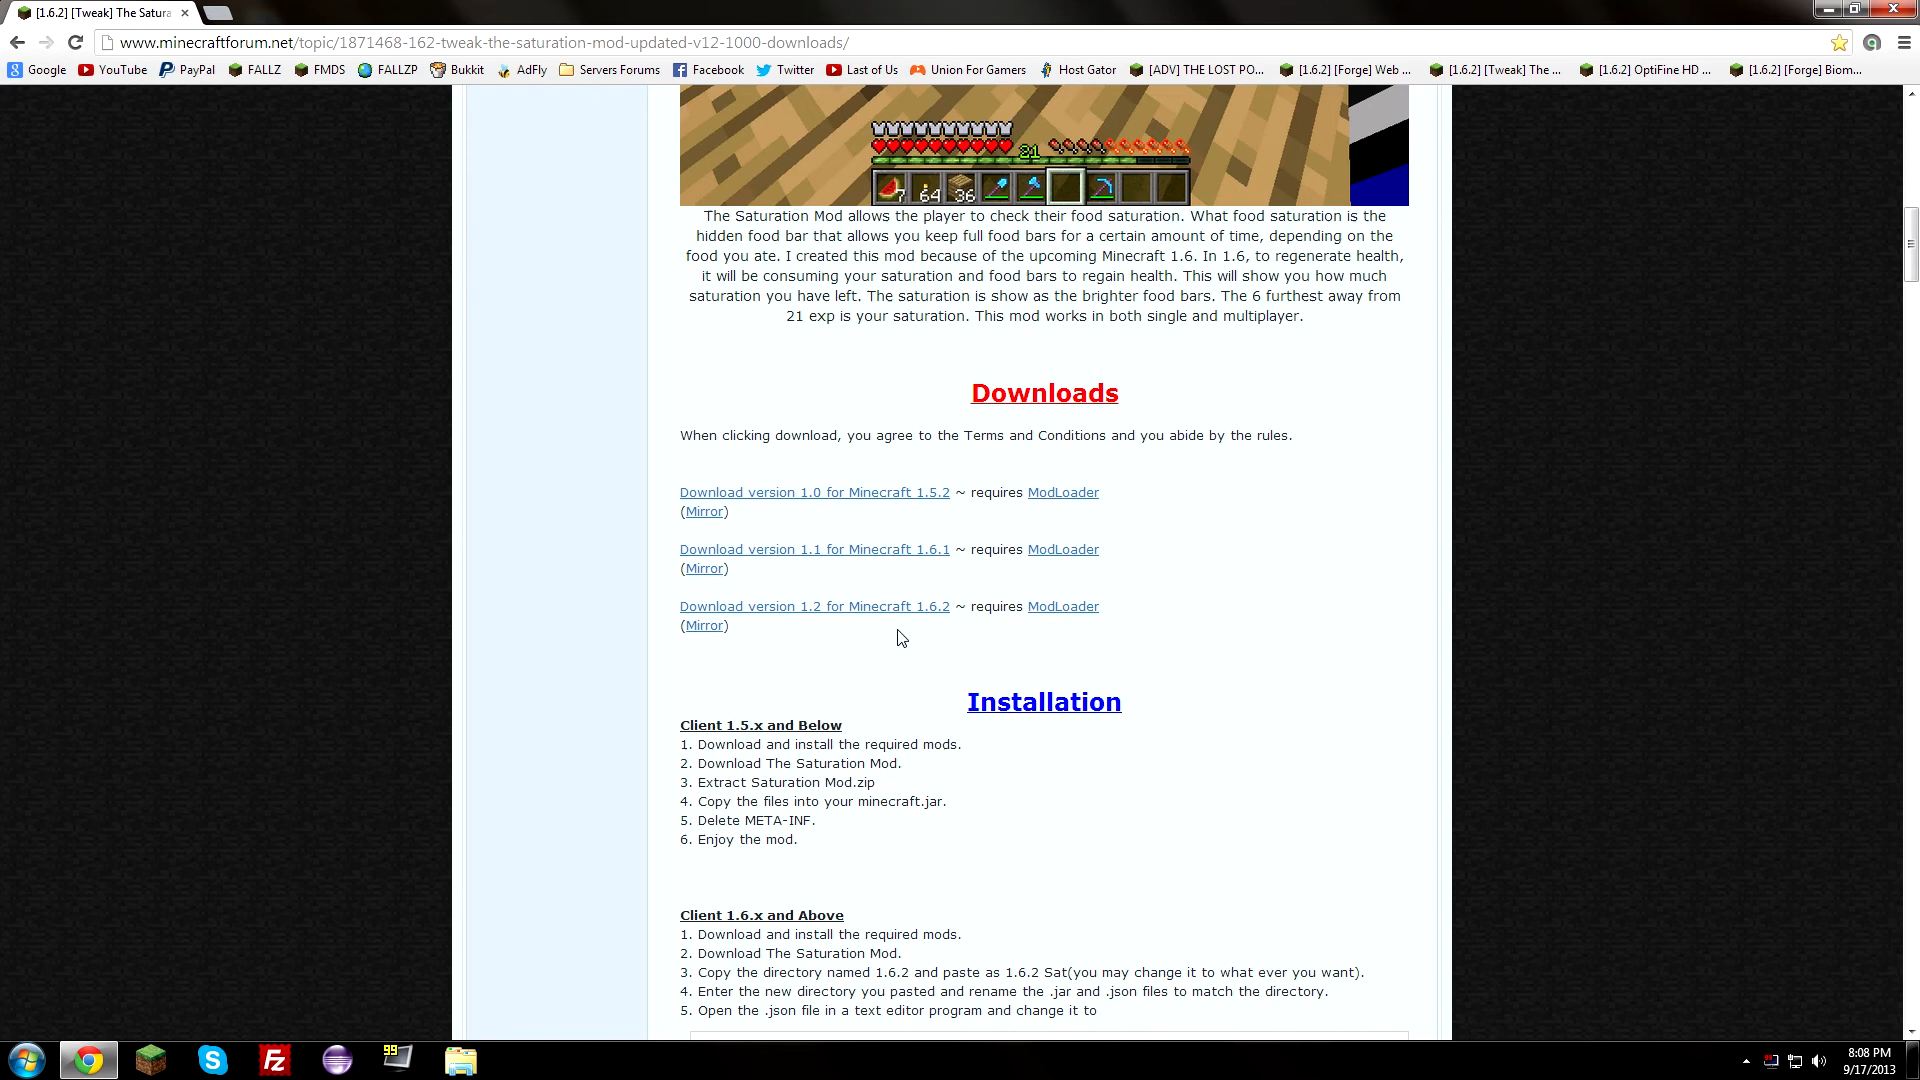 [1.6.2] [Tweak] The Satura
www.minecraftforum.net/topic/1871468-162-tweak-the-saturation-mod-updated-v12-1000-downloads/
Google YouTube PayPal FALLZ FMDS FALLZP Bukkit AdFly Servers Forums Facebook Twitter Last of Us Union For Gamers Host Gator [ADV] THE LOST PO... [1.6.2] [Forge] Web ... [1.6.2] [Tweak] The ... [1.6.2] OptiFine HD ... [1.6.2] [Forge] Biom...
21
7 64 36
The Saturation Mod allows the player to check their food saturation. What food saturation is the
hidden food bar that allows you keep full food bars for a certain amount of time, depending on the
food you ate. I created this mod because of the upcoming Minecraft 1.6. In 1.6, to regenerate health,
it will be consuming your saturation and food bars to regain health. This will show you how much
saturation you have left. The saturation is show as the brighter food bars. The 6 furthest away from
21 exp is your saturation. This mod works in both single and multiplayer.
Downloads
When clicking download, you agree to the Terms and Conditions and you abide by the rules.
Download version 1.0 for Minecraft 1.5.2 ~ requires ModLoader
(Mirror)
Download version 1.1 for Minecraft 1.6.1 ~ requires ModLoader
(Mirror)
Download version 1.2 for Minecraft 1.6.2 ~ requires ModLoader
(Mirror)
Installation
Client 1.5.x and Below
1. Download and install the required mods.
2. Download The Saturation Mod.
3. Extract Saturation Mod.zip
4. Copy the files into your minecraft.jar.
5. Delete META-INF.
6. Enjoy the mod.
Client 1.6.x and Above
1. Download and install the required mods.
2. Download The Saturation Mod.
3. Copy the directory named 1.6.2 and paste as 1.6.2 Sat(you may change it to what ever you want).
4. Enter the new directory you pasted and rename the .jar and .json files to match the directory.
5. Open the .json file in a text editor program and change it to
99
8:08 PM
9/17/2013